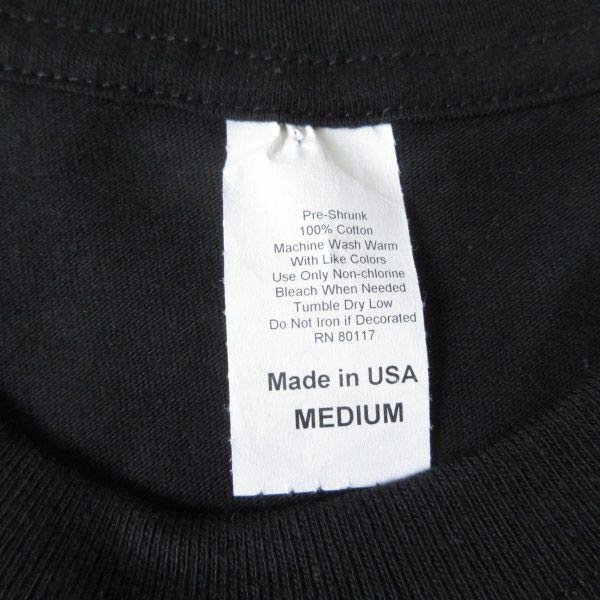 Pre-Shrunk
100% Cotton
Machine Wash Warm
With Like Colors
Use Only Non-chlorine
Bleach When Needed
Tumble Dry Low
Do Not Iron if Decorated
RN 80117
Made in USA
MEDIUM